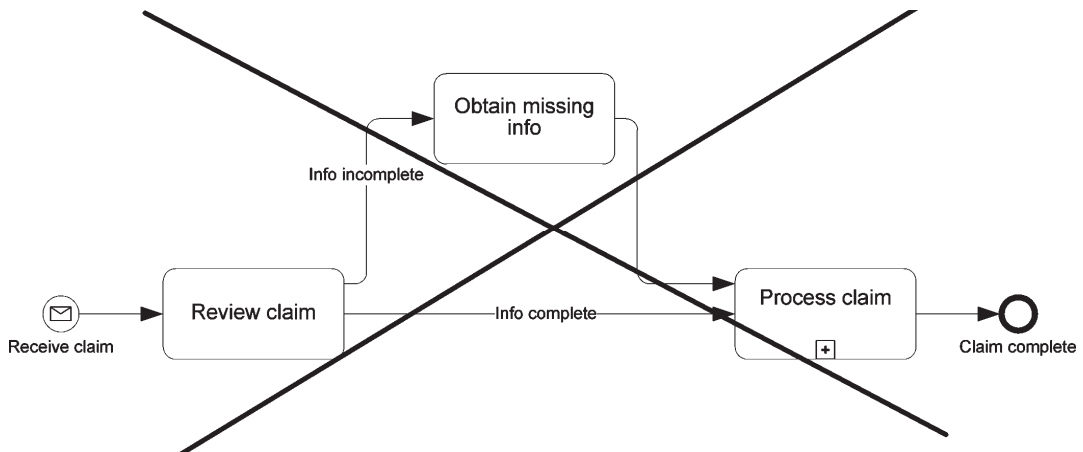 Obtain missing
info
Info incomplete
Review claim
Process claim
Info complete
Receive claim
Claim complete